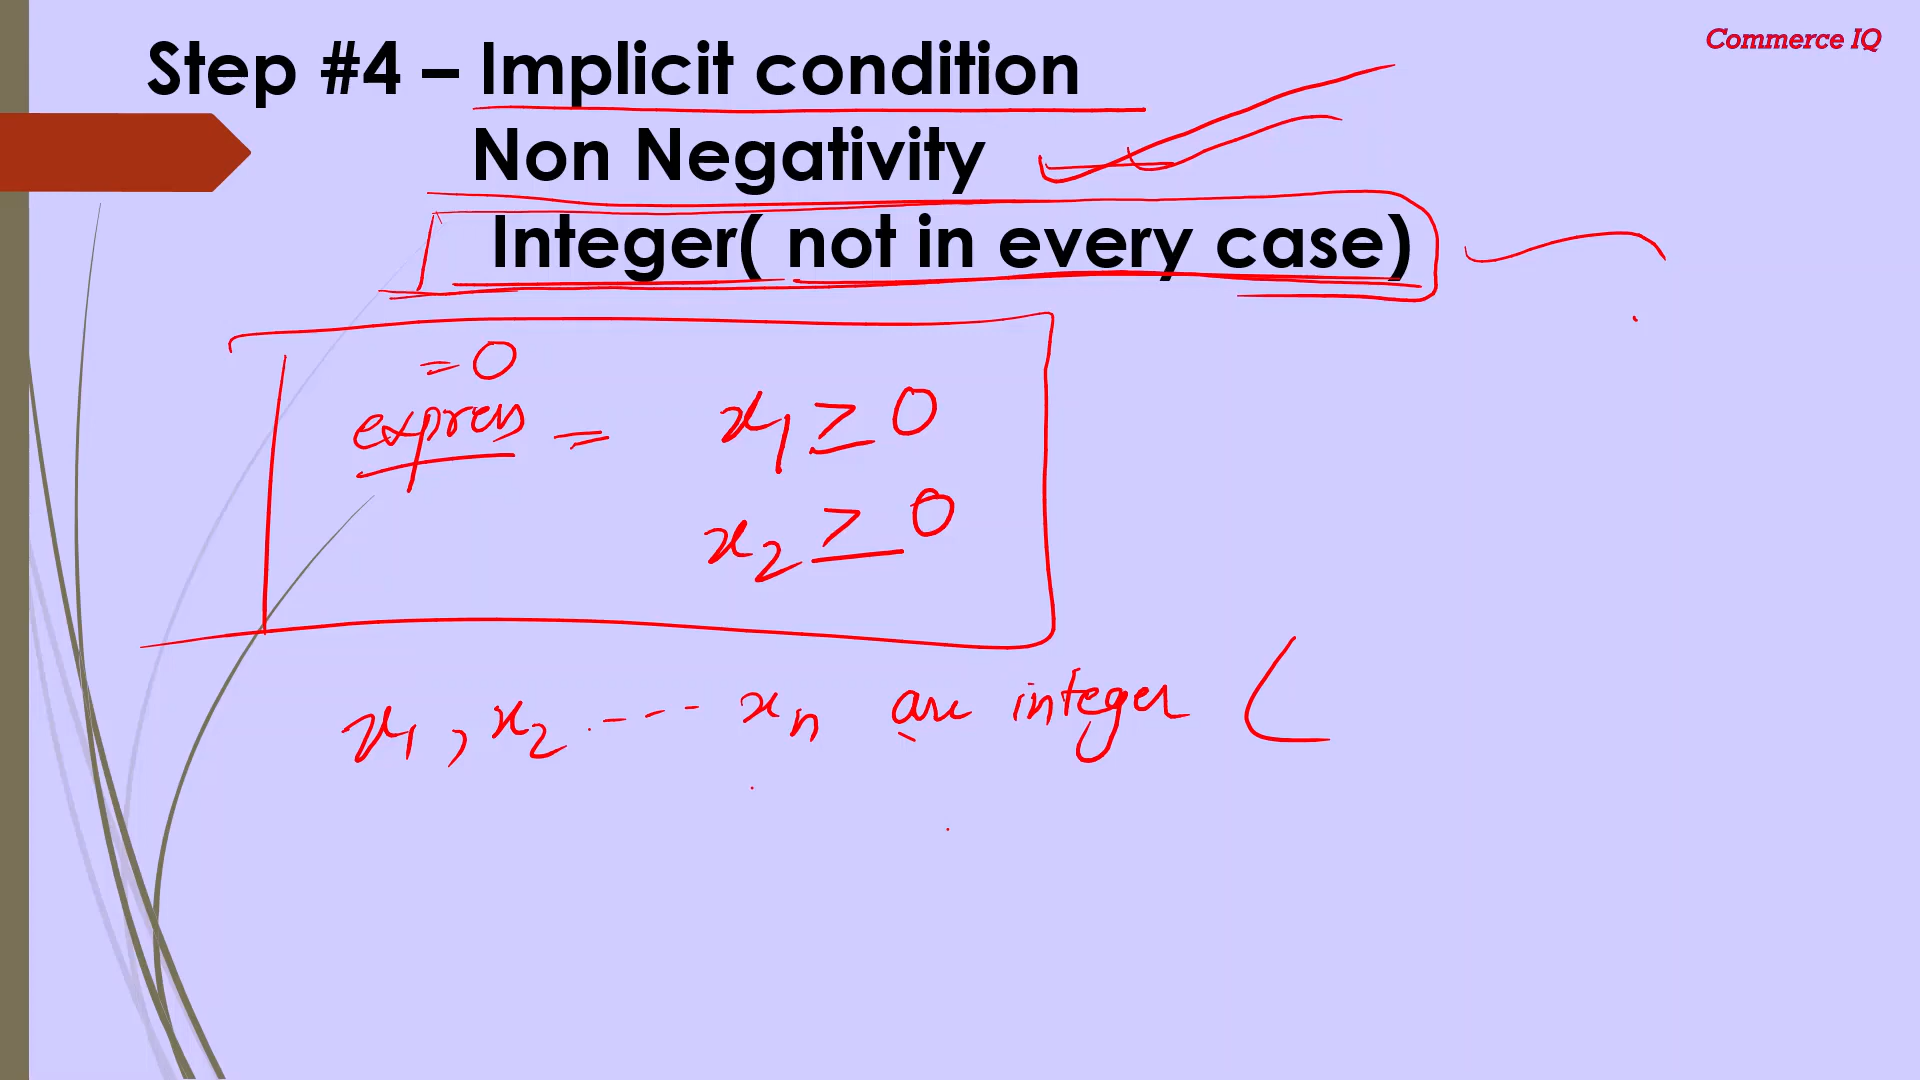 Commerce IQ
Step #4 – Implicit condition
Non Negativity
Integer( not in every case)
= 0
express = x1 ≥ 0
x2 ≥ 0
x1, x2 ---- xn are integer (